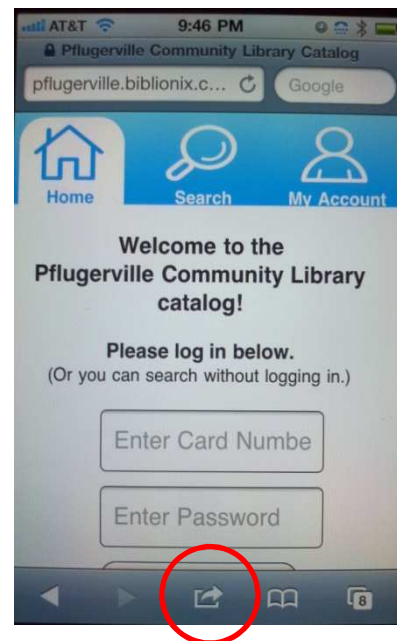 AT&T 9:46 PM
Pflugerville Community Library Catalog
pflugerville.biblionix.c... Google
Home Search My Account
Welcome to the
Pflugerville Community Library
catalog!
Please log in below.
(Or you can search without logging in.)
Enter Card Numbe
Enter Password
8